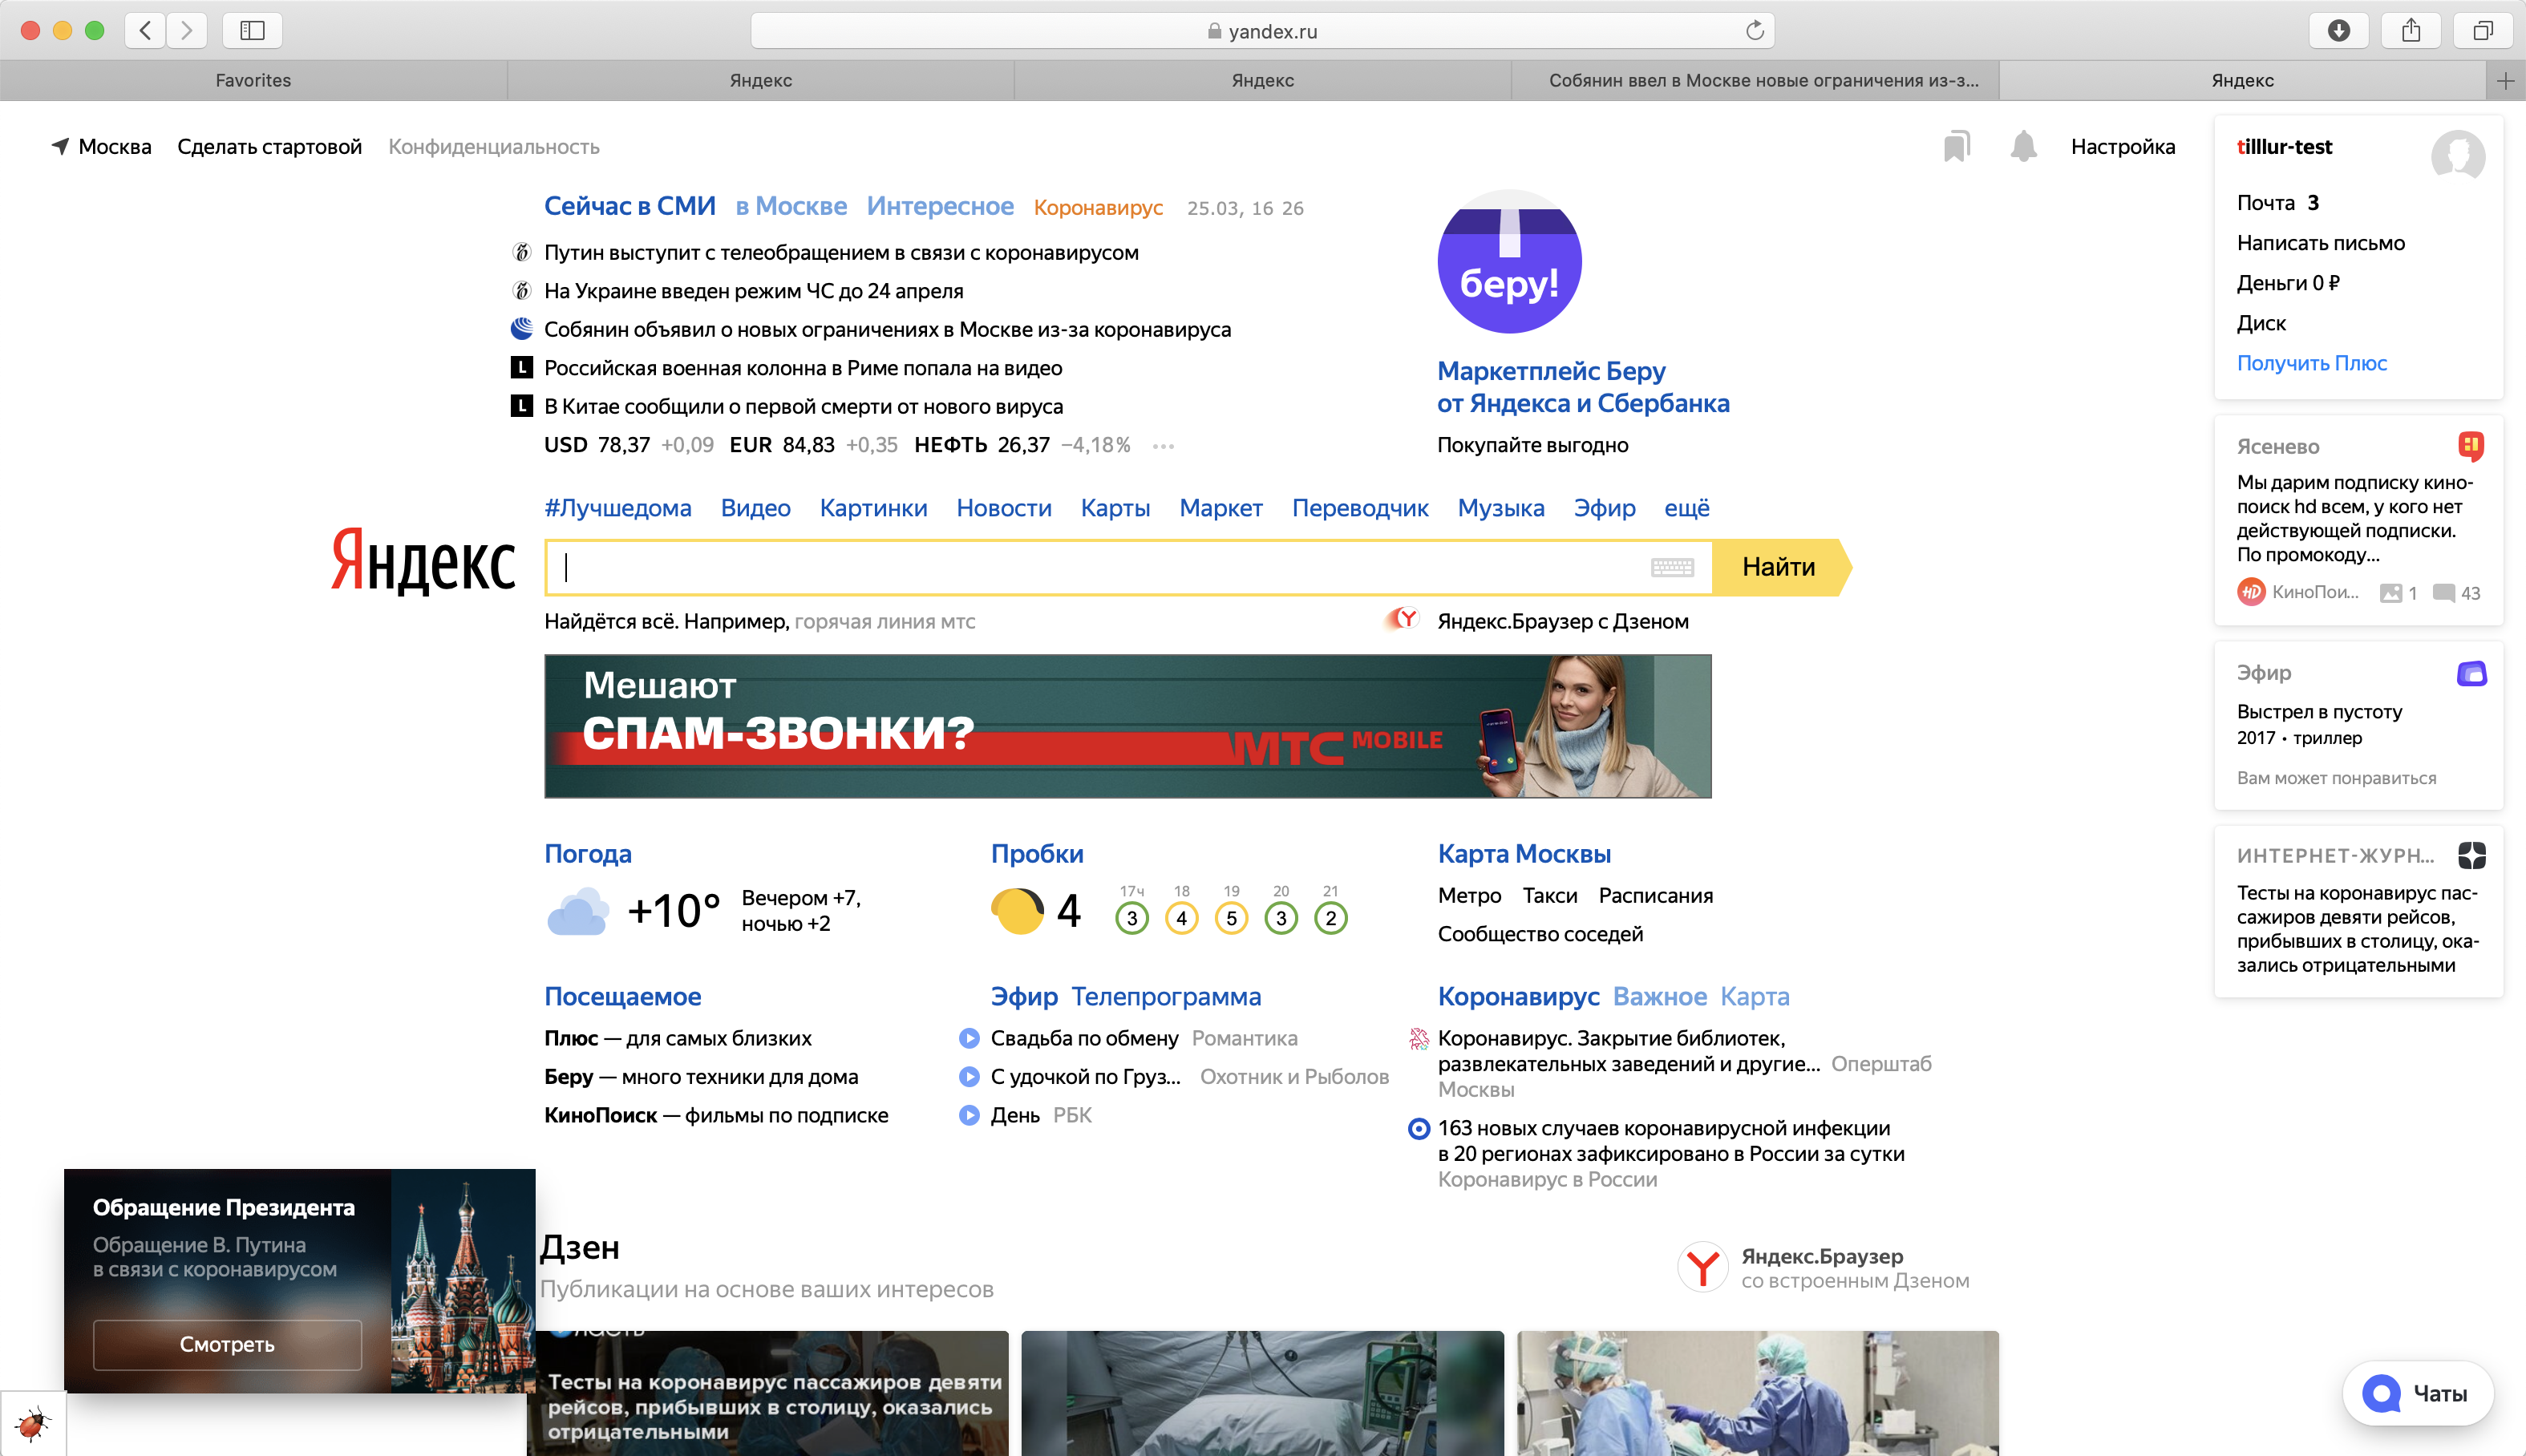 yandex.ru
Favorites
Яндекс
Яндекс
Собянин ввел в Москве новые ограничения из-з...
Яндекс
Москва Сделать стартовой Конфиденциальность
Настройка
Сейчас в СМИ в Москве Интересное Коронавирус 25.03, 16 26
Путин выступит с телеобращением в связи с коронавирусом
На Украине введен режим ЧС до 24 апреля
Собянин объявил о новых ограничениях в Москве из-за коронавируса
Российская военная колонна в Риме попала на видео
В Китае сообщили о первой смерти от нового вируса
USD 78,37 +0,09 EUR 84,83 +0,35 НЕФТЬ 26,37 −4,18%
беру!
Маркетплейс Беру
от Яндекса и Сбербанка
Покупайте выгодно
tilllur-test
Почта 3
Написать письмо
Деньги 0 ₽
Диск
Получить Плюс
Ясенево
Мы дарим подписку кино-
поиск hd всем, у кого нет
действующей подписки.
По промокоду...
HD КиноПои... 1 43
Эфир
Выстрел в пустоту
2017 • триллер
Вам может понравиться
ИНТЕРНЕТ-ЖУРН...
Тесты на коронавирус пас-
сажиров девяти рейсов,
прибывших в столицу, ока-
зались отрицательными
#Лучшедома Видео Картинки Новости Карты Маркет Переводчик Музыка Эфир ещё
Яндекс
Найти
Найдётся всё. Например, горячая линия мтс
Яндекс.Браузер с Дзеном
Мешают
СПАМ-ЗВОНКИ?
МТС MOBILE
Погода
+10°
Вечером +7,
ночью +2
Пробки
4
17ч 18 19 20 21
3 4 5 3 2
Карта Москвы
Метро Такси Расписания
Сообщество соседей
Посещаемое
Плюс — для самых близких
Беру — много техники для дома
КиноПоиск — фильмы по подписке
Эфир Телепрограмма
Свадьба по обмену Романтика
С удочкой по Груз... Охотник и Рыболов
День РБК
Коронавирус Важное Карта
Коронавирус. Закрытие библиотек,
развлекательных заведений и другие... Оперштаб
Москвы
163 новых случаев коронавирусной инфекции
в 20 регионах зафиксировано в России за сутки
Коронавирус в России
Обращение Президента
Обращение В. Путина
в связи с коронавирусом
Смотреть
Дзен
Публикации на основе ваших интересов
Яндекс.Браузер
со встроенным Дзеном
Тесты на коронавирус пассажиров девяти
рейсов, прибывших в столицу, оказались
отрицательными
Чаты